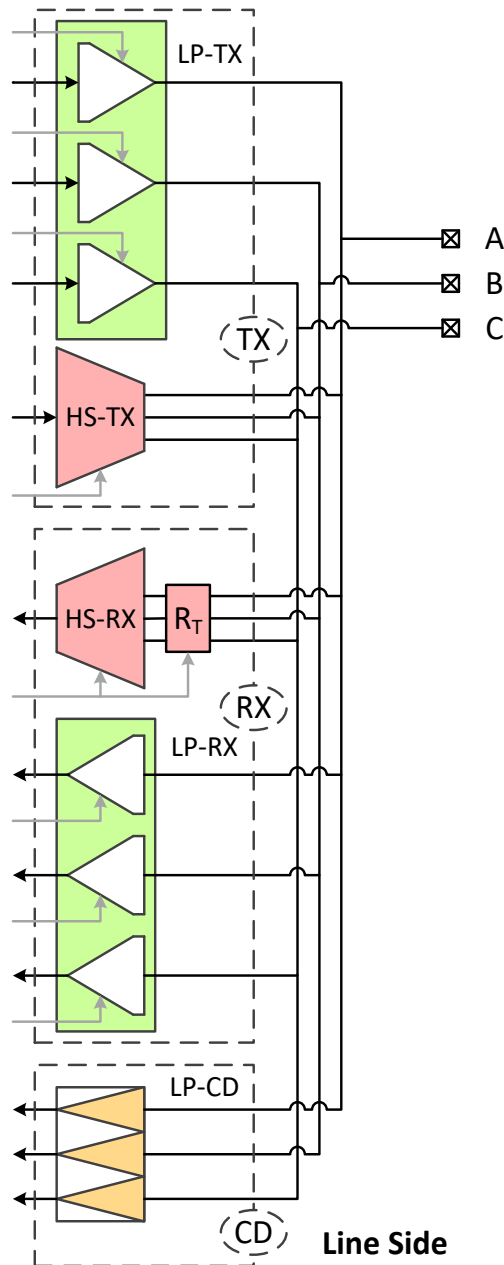 LP-TX
A
B
C
TX
HS-TX
HS-RX
RT
RX
LP-RX
LP-CD
CD
Line Side